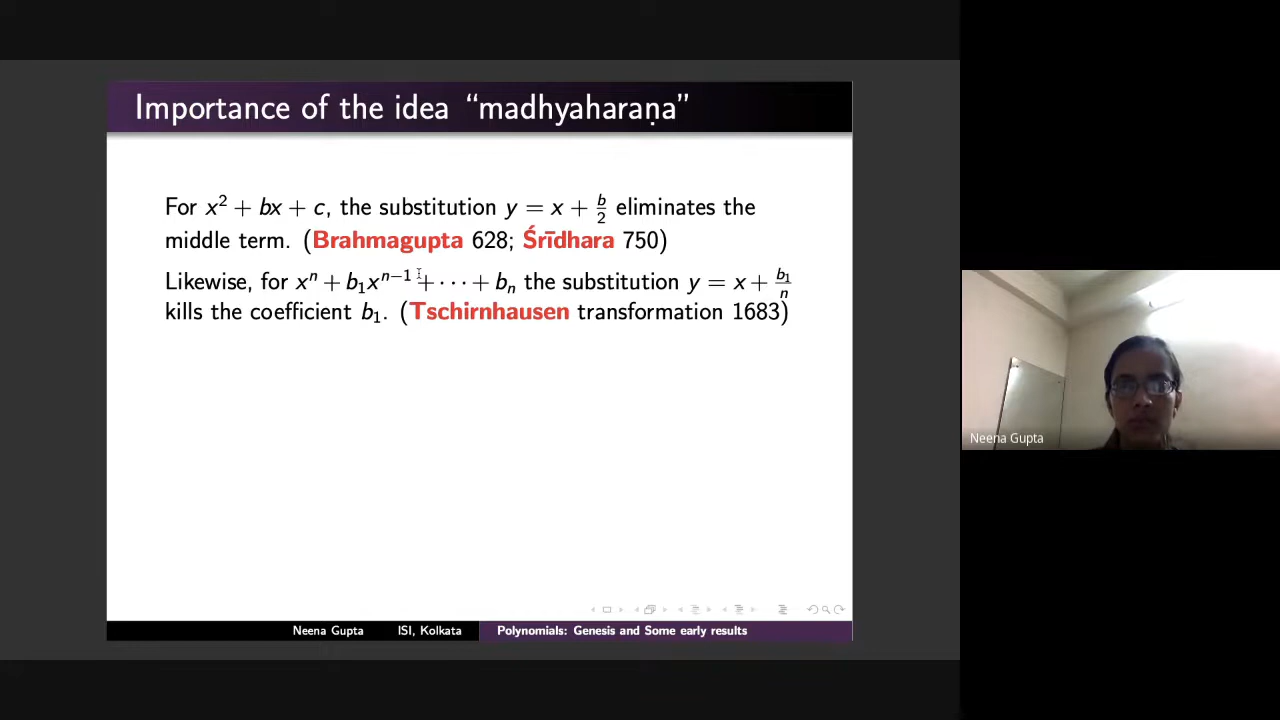 Importance of the idea “madhyaharaṇa”
For x² + bx + c, the substitution y = x + b/2 eliminates the
middle term. (Brahmagupta 628; Śrīdhara 750)
Likewise, for xⁿ + b₁xⁿ⁻¹ + · · · + bₙ the substitution y = x + b₁/n
kills the coefficient b₁. (Tschirnhausen transformation 1683)
Neena Gupta
Neena Gupta ISI, Kolkata Polynomials: Genesis and Some early results